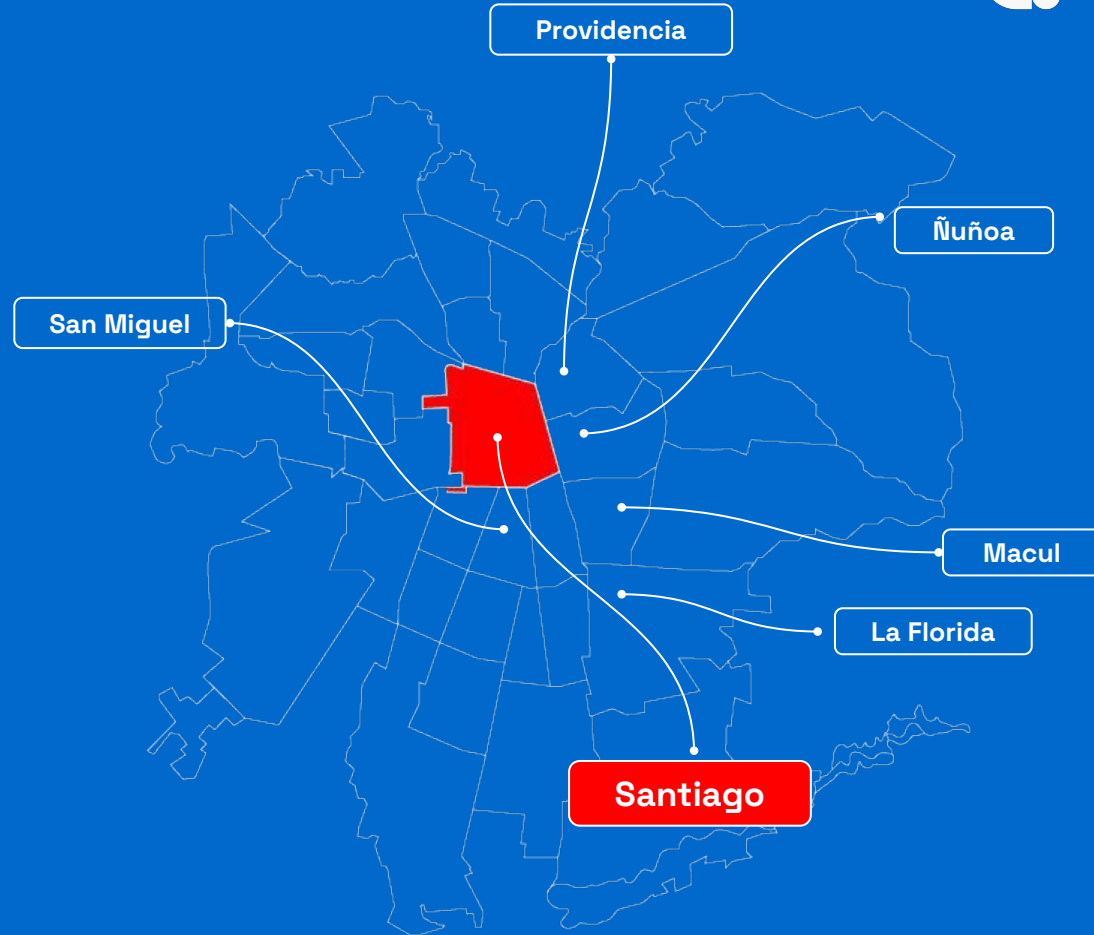 Providencia
Ñuñoa
San Miguel
Macul
La Florida
Santiago